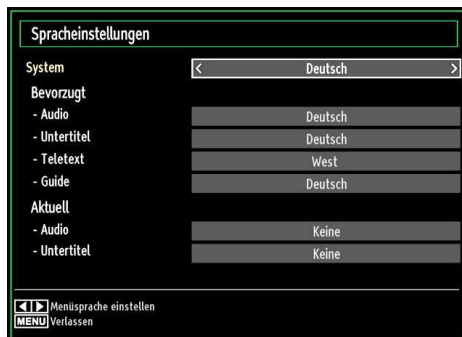 Spracheinstellungen
System < Deutsch >
Bevorzugt
- Audio Deutsch
- Untertitel Deutsch
- Teletext West
- Guide Deutsch
Aktuell
- Audio Keine
- Untertitel Keine
Menüsprache einstellen
MENU Verlassen